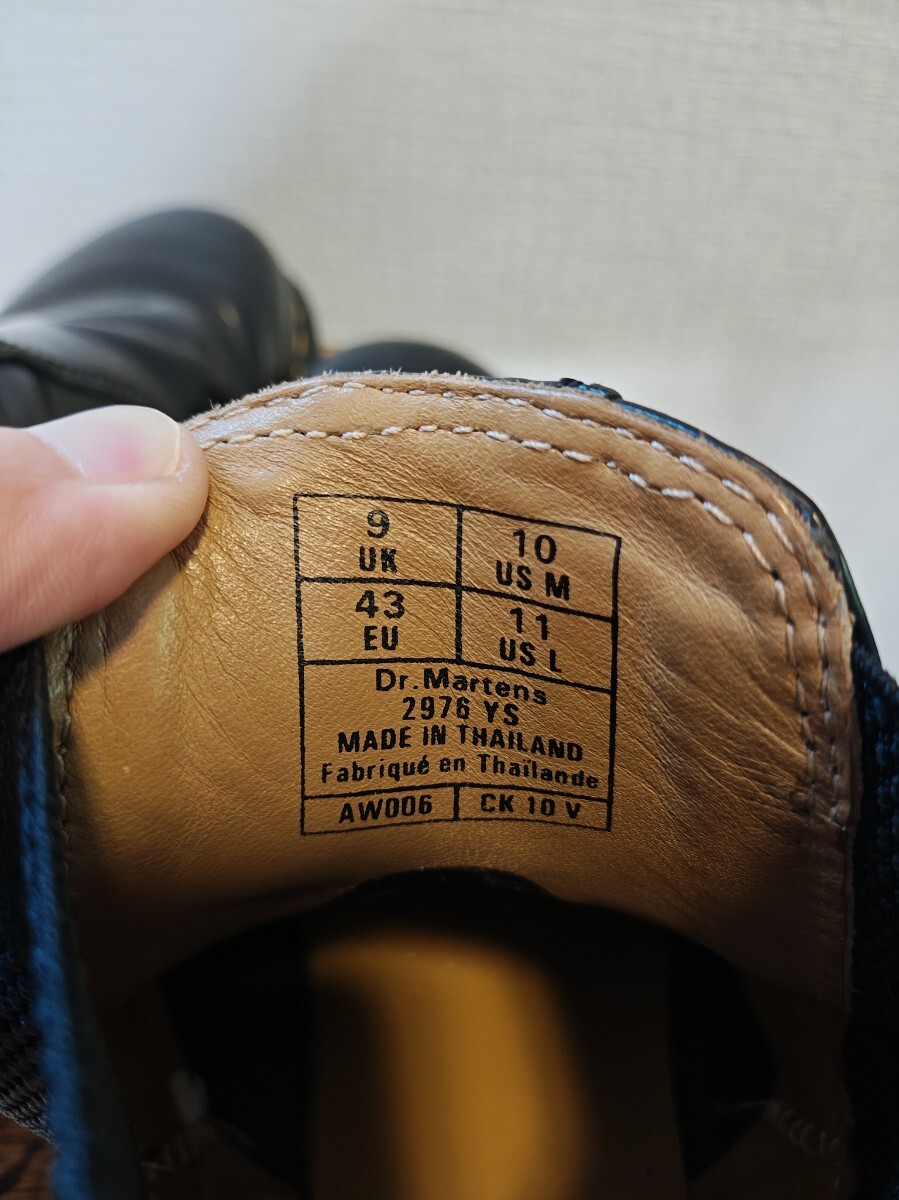 9
UK
10
US M
43
EU
11
US L
Dr.Martens
2976 YS
MADE IN THAILAND
Fabriqué en Thaïlande
AW006
CK 10 V